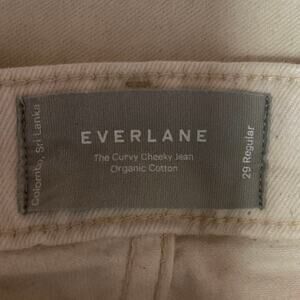 Colombo, Sri Lanka
EVERLANE
The Curvy Cheeky Jean
Organic Cotton
29 Regular